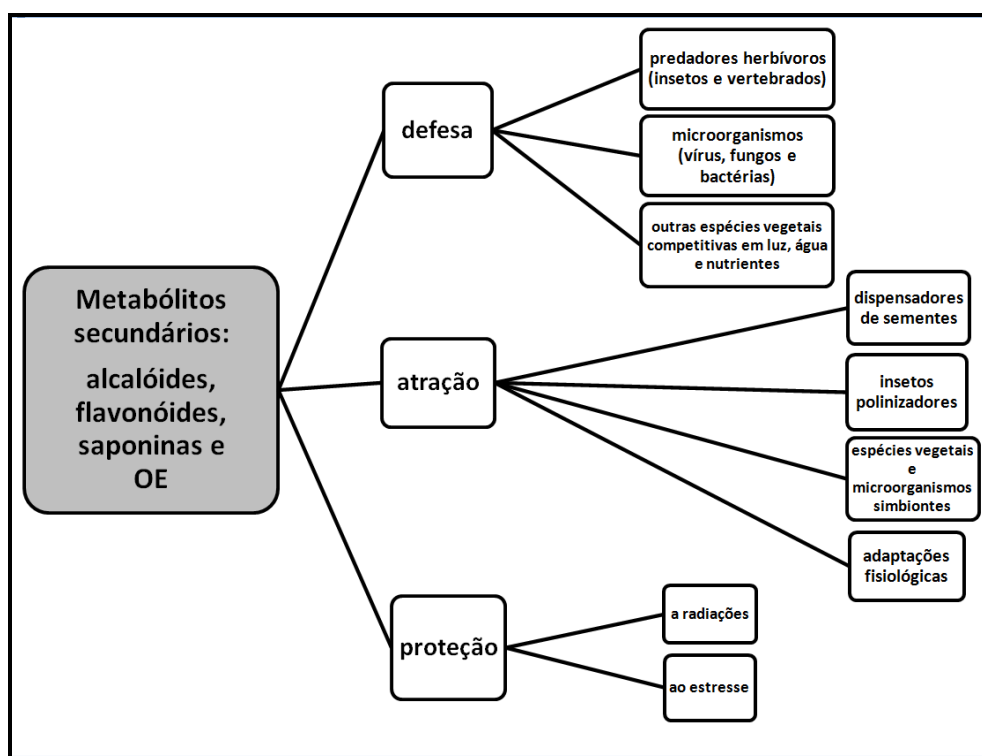 Metabólitos
secundários:
alcalóides,
flavonóides,
saponinas e
OE
defesa
predadores herbívoros
(insetos e vertebrados)
microorganismos
(vírus, fungos e
bactérias)
outras espécies vegetais
competitivas em luz, água
e nutrientes
atração
dispensadores
de sementes
insetos
polinizadores
espécies vegetais
e
microorganismos
simbiontes
adaptações
fisiológicas
proteção
a radiações
ao estresse